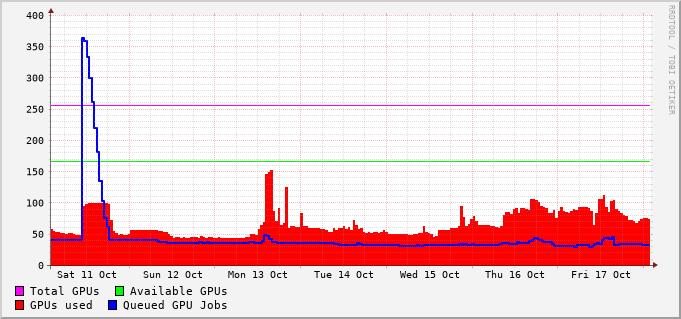 RRDTOOL / TOBI OETIKER
400
350
300
250
200
150
100
50
0
Sat 11 Oct Sun 12 Oct Mon 13 Oct Tue 14 Oct Wed 15 Oct Thu 16 Oct Fri 17 Oct
Total GPUs Available GPUs
GPUs used Queued GPU Jobs